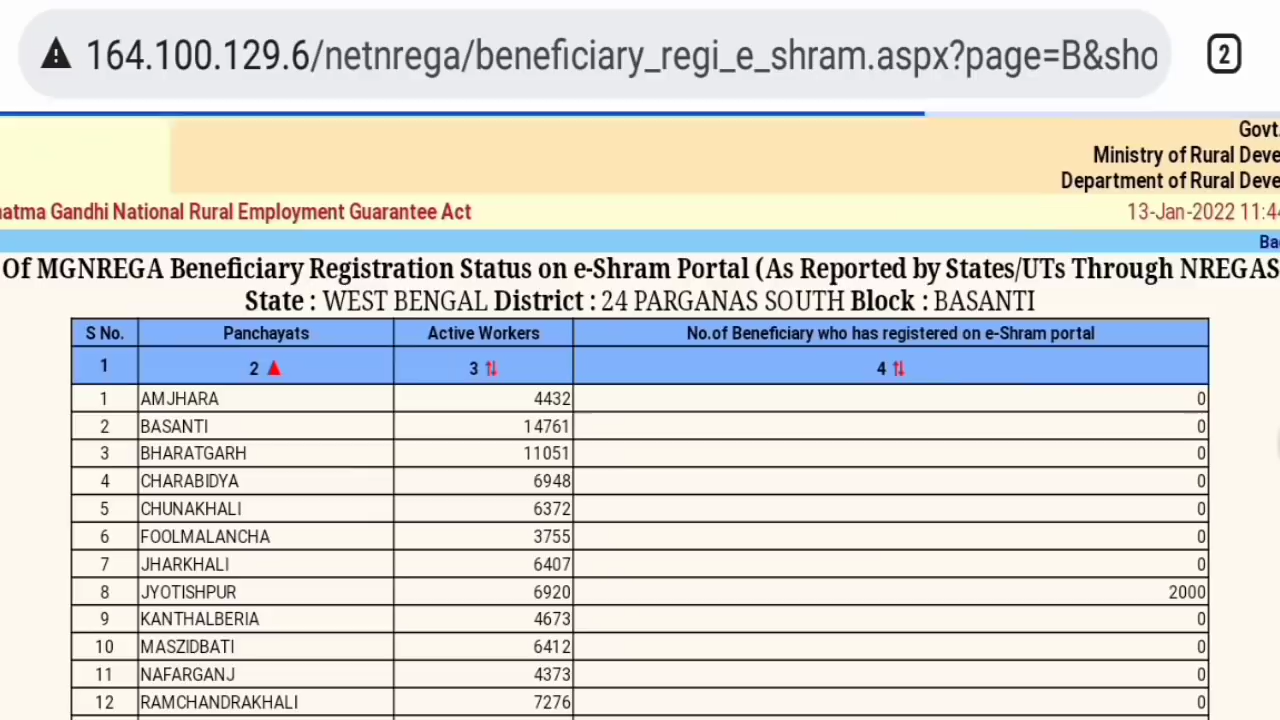 164.100.129.6/netnrega/beneficiary_regi_e_shram.aspx?page=B&sho
2
Govt.
Ministry of Rural Deve
Department of Rural Deve
natma Gandhi National Rural Employment Guarantee Act
13-Jan-2022 11:44
Ba
Of MGNREGA Beneficiary Registration Status on e-Shram Portal (As Reported by States/UTs Through NREGAS
State : WEST BENGAL District : 24 PARGANAS SOUTH Block : BASANTI
S No. Panchayats Active Workers No.of Beneficiary who has registered on e-Shram portal
1 2 3 4
1 AMJHARA 4432 0
2 BASANTI 14761 0
3 BHARATGARH 11051 0
4 CHARABIDYA 6948 0
5 CHUNAKHALI 6372 0
6 FOOLMALANCHA 3755 0
7 JHARKHALI 6407 0
8 JYOTISHPUR 6920 2000
9 KANTHALBERIA 4673 0
10 MASZIDBATI 6412 0
11 NAFARGANJ 4373 0
12 RAMCHANDRAKHALI 7276 0